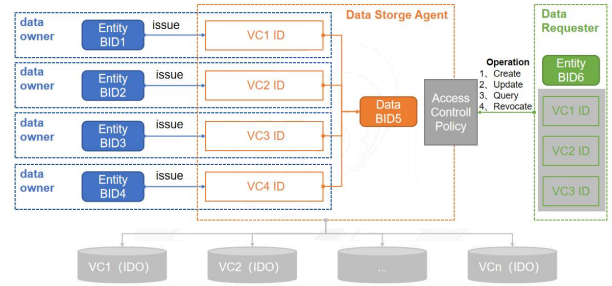 data
owner
Entity
BID1
issue
VC1 ID
data
owner
Entity
BID2
issue
VC2 ID
data
owner
Entity
BID3
issue
VC3 ID
data
owner
Entity
BID4
issue
VC4 ID
Data Storge Agent
Data
BID5
Access
Controll
Policy
Operation
1、Create
2、Update
3、Query
4、Revocate
Data
Requester
Entity
BID6
VC1 ID
VC2 ID
VC3 ID
VC1（IDO）
VC2（IDO）
...
VCn（IDO）